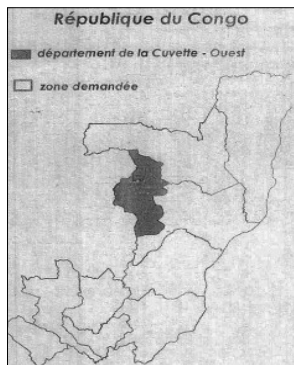 République du Congo
département de la Cuvette - Ouest
zone demandée